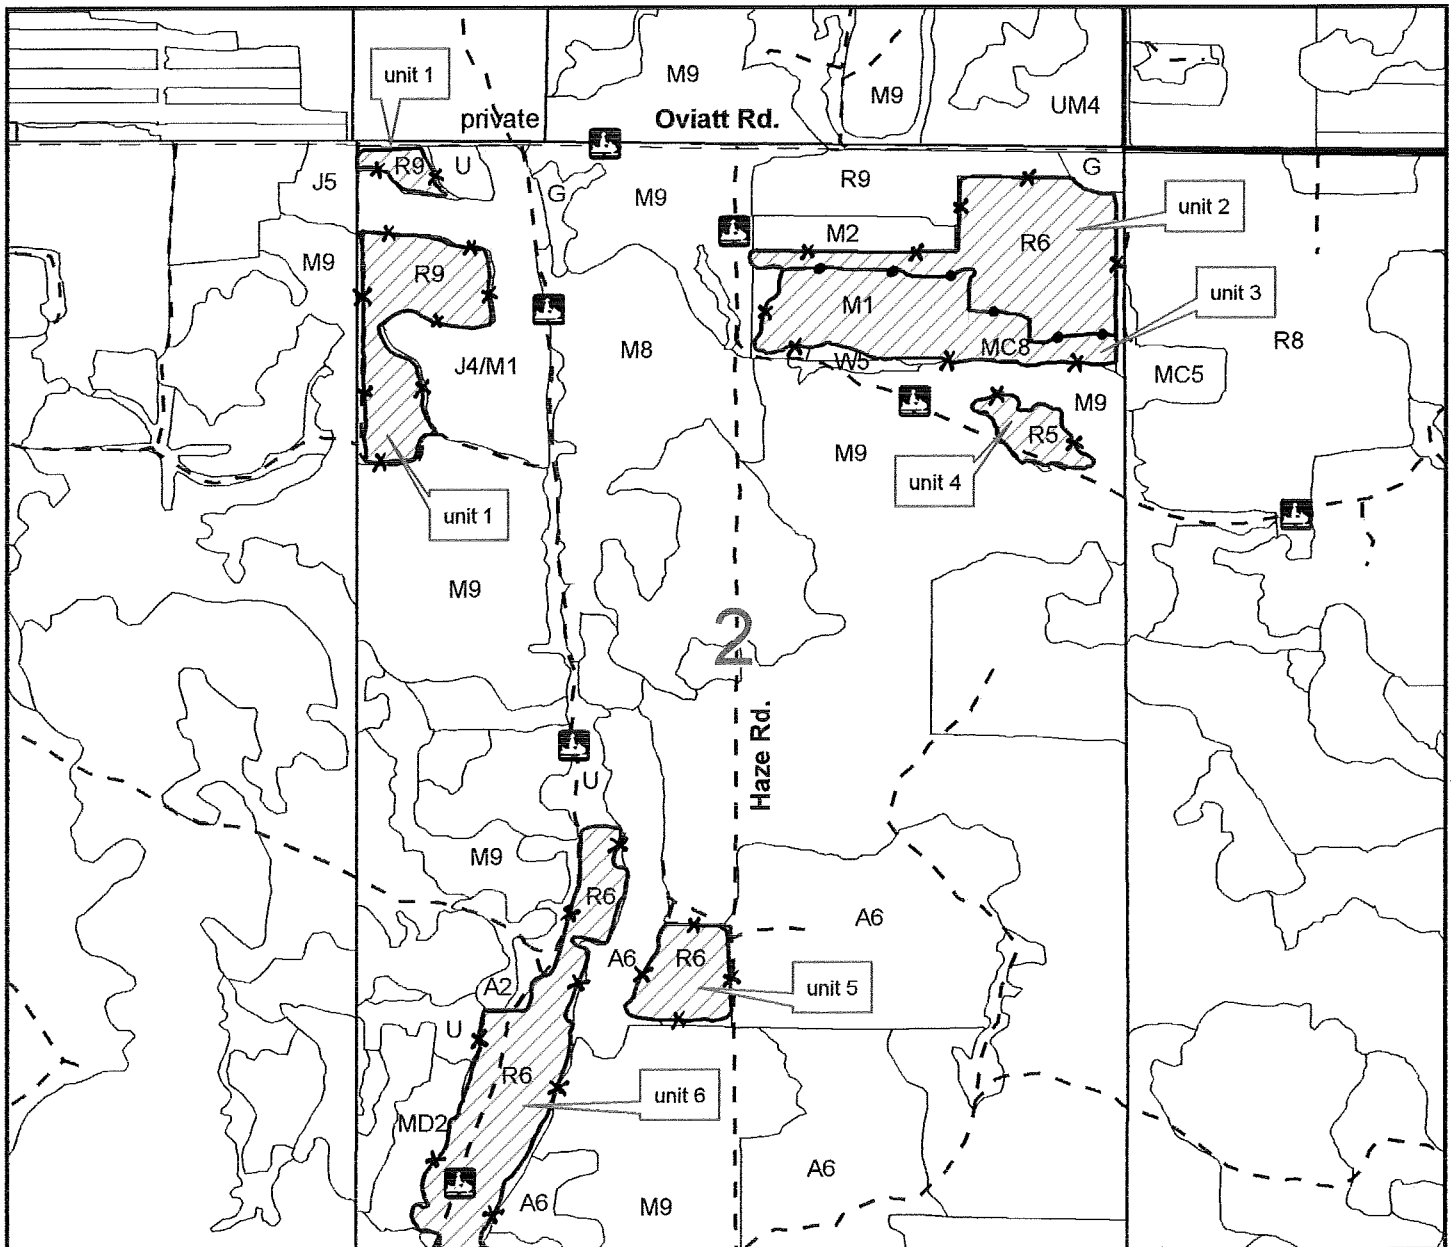 M9
unit 1
M9
UM4
private
Oviatt Rd.
R9
U
G
J5
G
M9
R9
unit 2
M2
R6
M9
R9
unit 3
M1
R8
M8
MC8
J4/M1
W5
MC5
M9
R5
M9
unit 4
unit 1
M9
2
Haze Rd.
U
M9
R6
A6
A6
R6
A2
unit 5
U
R6
unit 6
MD2
A6
A6
M9